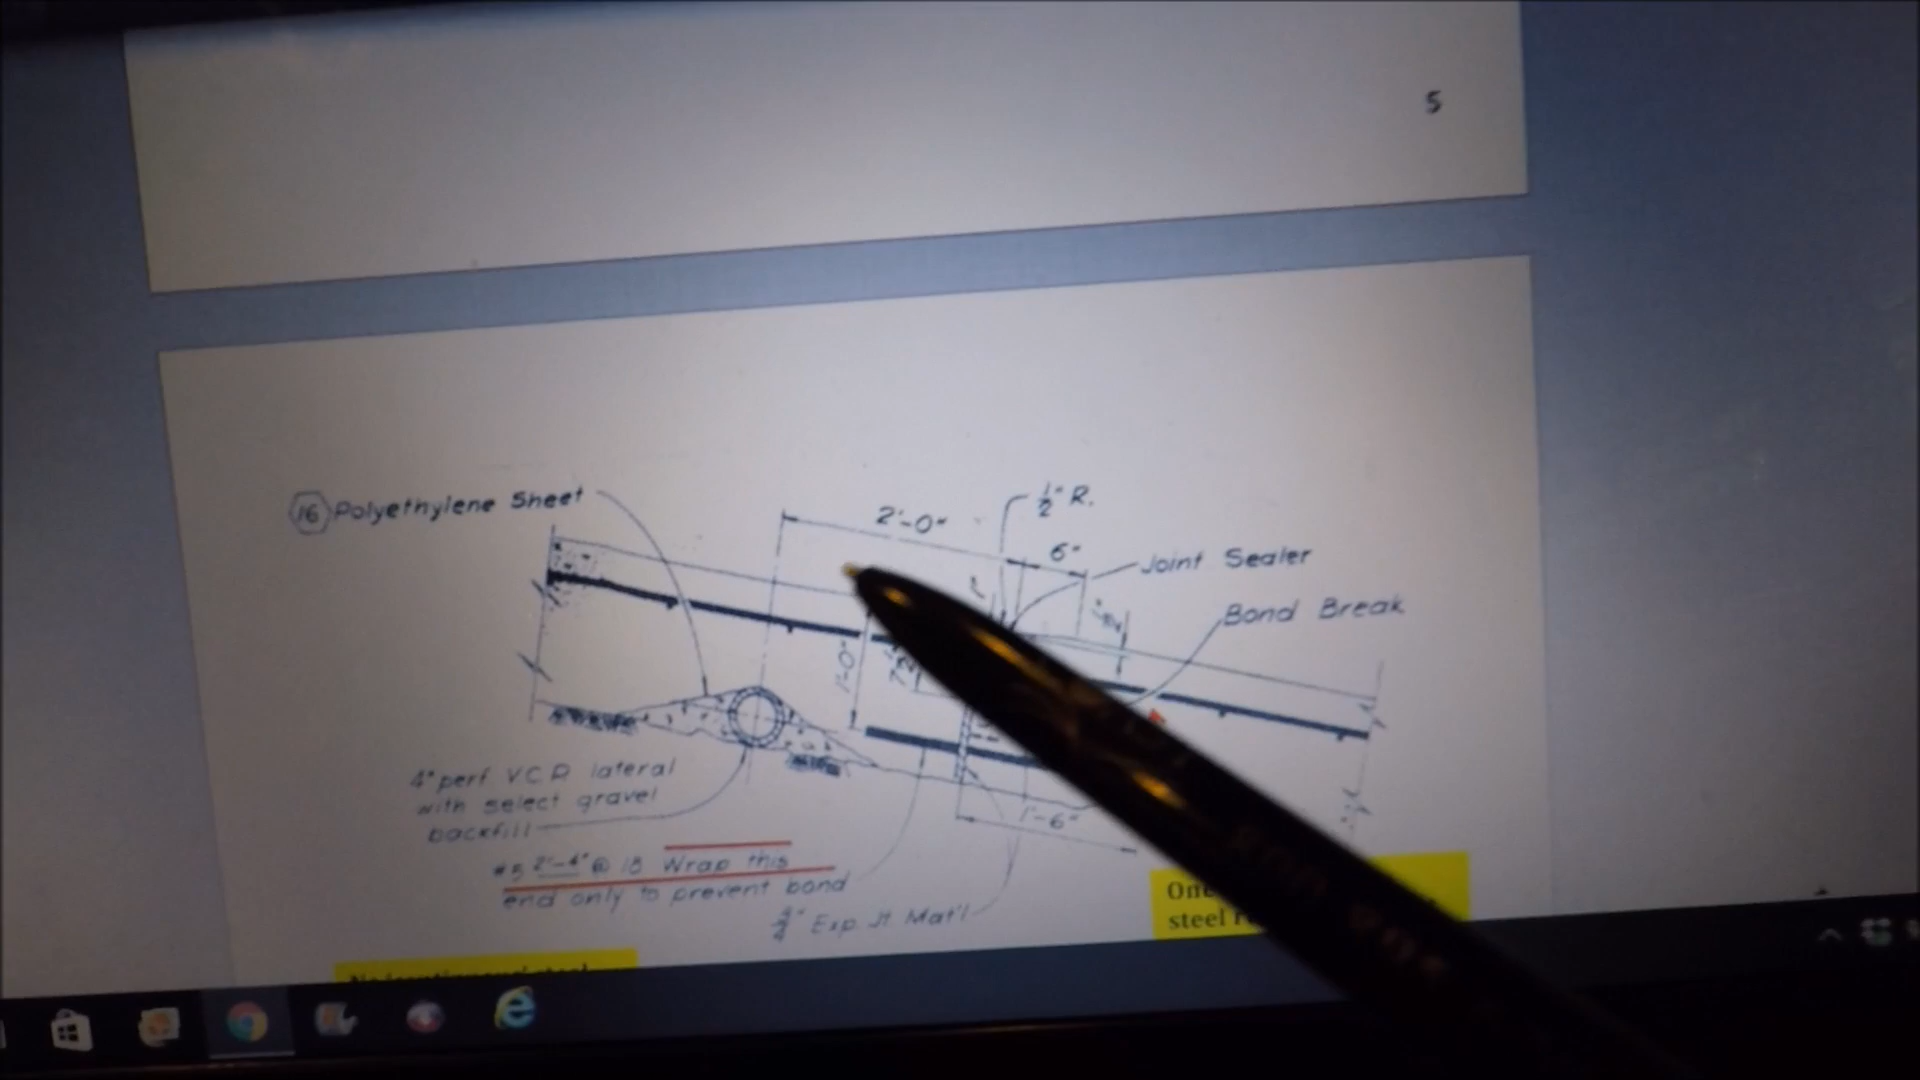 5
16 Polyethylene Sheet
2'-0"
1/2" R.
6"
Joint Sealer
Bond Break
1'-0"
4" perf V.C.P. lateral
with select gravel
backfill
1'-6"
#5 2'-6" @ 18 Wrap this
end only to prevent bond
3/4" Exp. Jt. Mat'l
steel